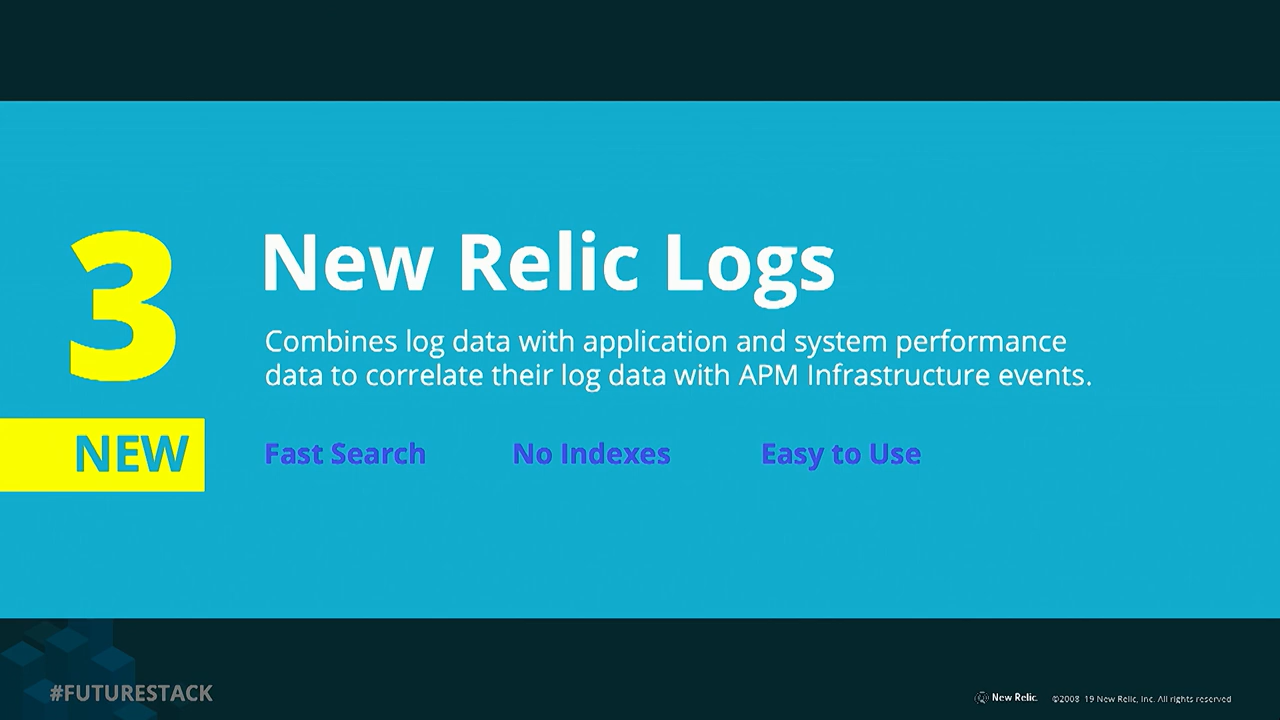 3
NEW
New Relic Logs
Combines log data with application and system performance
data to correlate their log data with APM Infrastructure events.
Fast Search No Indexes Easy to Use
#FUTURESTACK
New Relic. ©2008-19 New Relic, Inc. All rights reserved